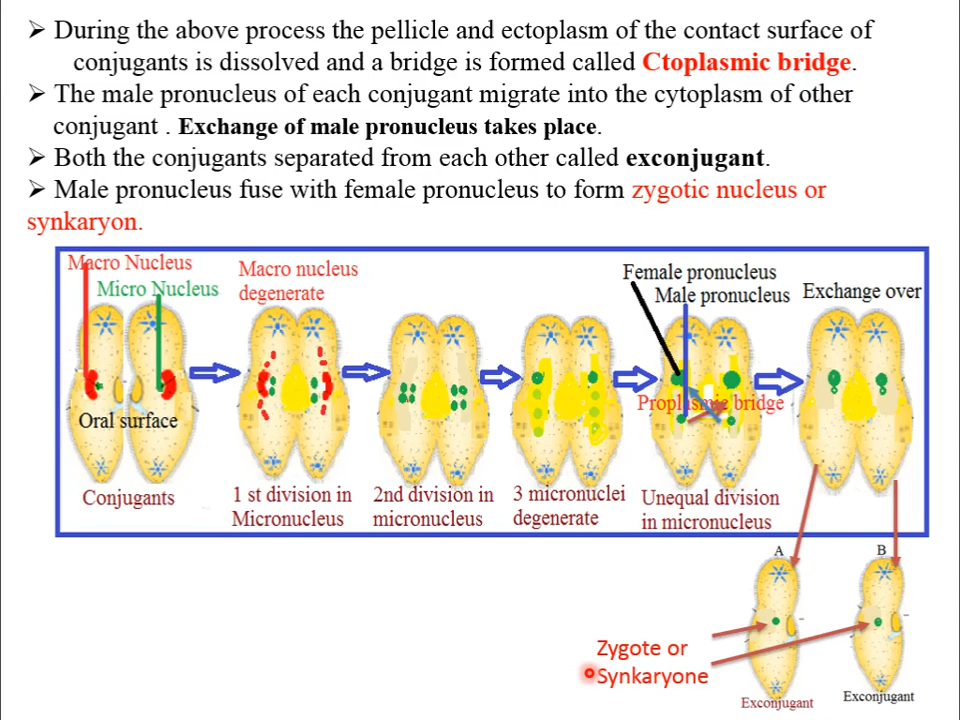 ➢ During the above process the pellicle and ectoplasm of the contact surface of
conjugants is dissolved and a bridge is formed called Ctoplasmic bridge.
➢ The male pronucleus of each conjugant migrate into the cytoplasm of other
conjugant . Exchange of male pronucleus takes place.
➢ Both the conjugants separated from each other called exconjugant.
➢ Male pronucleus fuse with female pronucleus to form zygotic nucleus or
synkaryon.
Macro Nucleus
Micro Nucleus
Oral surface
Conjugants
Macro nucleus
degenerate
1 st division in
Micronucleus
2nd division in
micronucleus
3 micronuclei
degenerate
Female pronucleus
Male pronucleus
Proplasmic bridge
Unequal division
in micronucleus
Exchange over
A
B
Zygote or
Synkaryone
Exconjugant
Exconjugant